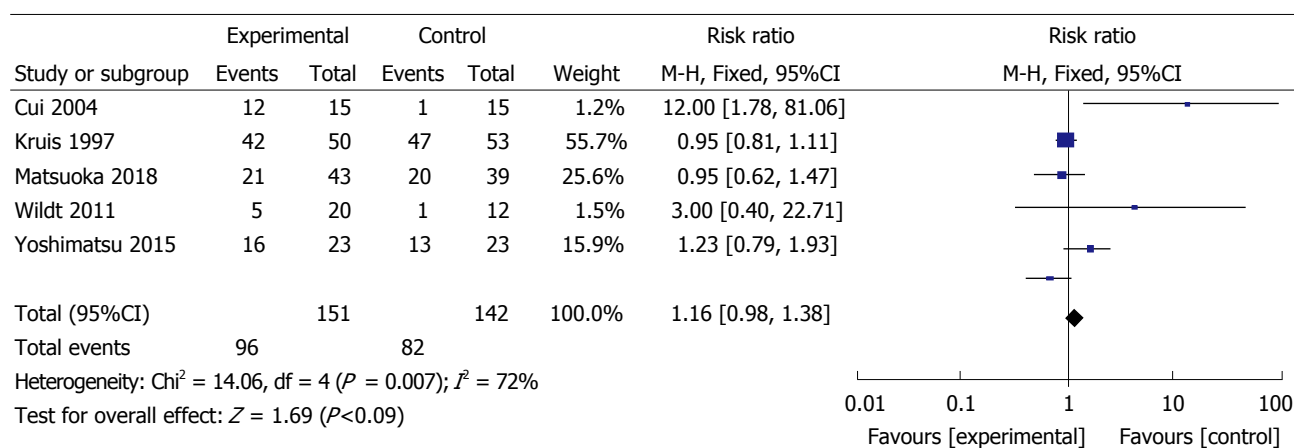 Experimental Control Risk ratio Risk ratio
Study or subgroup Events Total Events Total Weight M-H, Fixed, 95%CI M-H, Fixed, 95%CI
Cui 2004 12 15 1 15 1.2% 12.00 [1.78, 81.06]
Kruis 1997 42 50 47 53 55.7% 0.95 [0.81, 1.11]
Matsuoka 2018 21 43 20 39 25.6% 0.95 [0.62, 1.47]
Wildt 2011 5 20 1 12 1.5% 3.00 [0.40, 22.71]
Yoshimatsu 2015 16 23 13 23 15.9% 1.23 [0.79, 1.93]
Total (95%CI) 151 142 100.0% 1.16 [0.98, 1.38]
Total events 96 82
Heterogeneity: Chi² = 14.06, df = 4 (P = 0.007); I² = 72%
Test for overall effect: Z = 1.69 (P<0.09)
0.01 0.1 1 10 100
Favours [experimental] Favours [control]